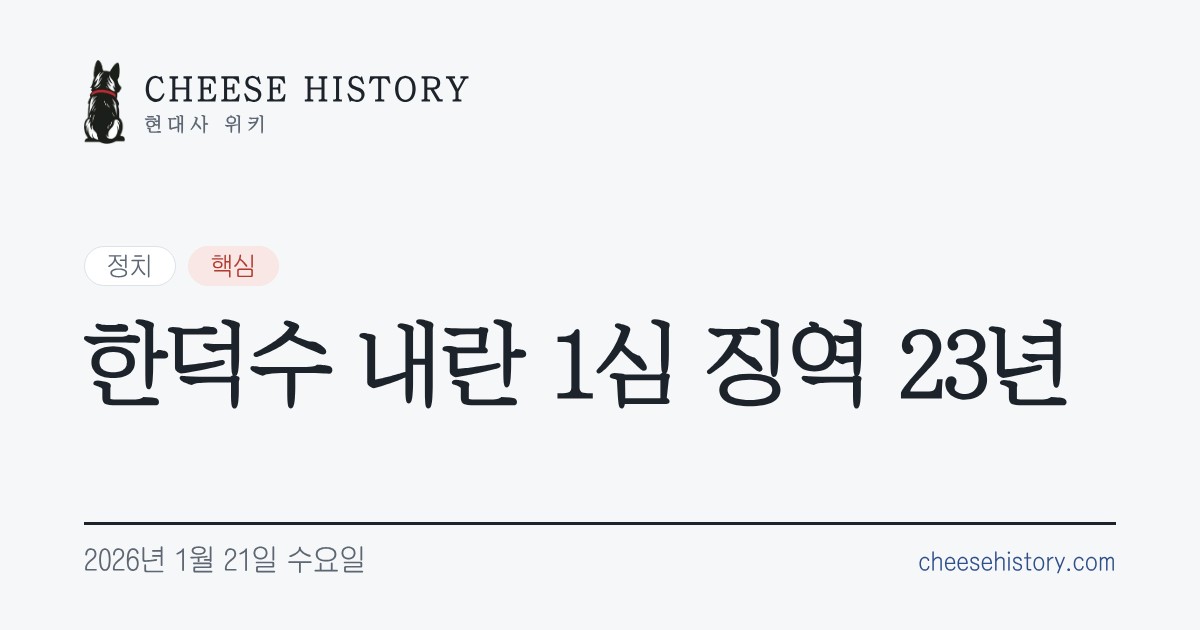 CHEESE HISTORY
현대사 위키
정치 핵심
한덕수 내란 1심 징역 23년
2026년 1월 21일 수요일
cheesehistory.com